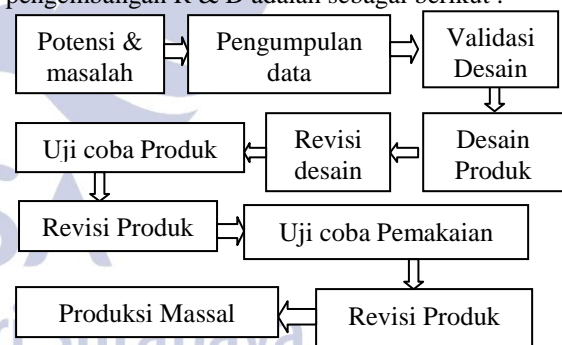 pengembangan R & D adalah sebagai berikut :
Potensi &
masalah
Pengumpulan
data
Validasi
Desain
Desain
Produk
Revisi
desain
Uji coba Produk
Revisi Produk
Uji coba Pemakaian
Revisi Produk
Produksi Massal